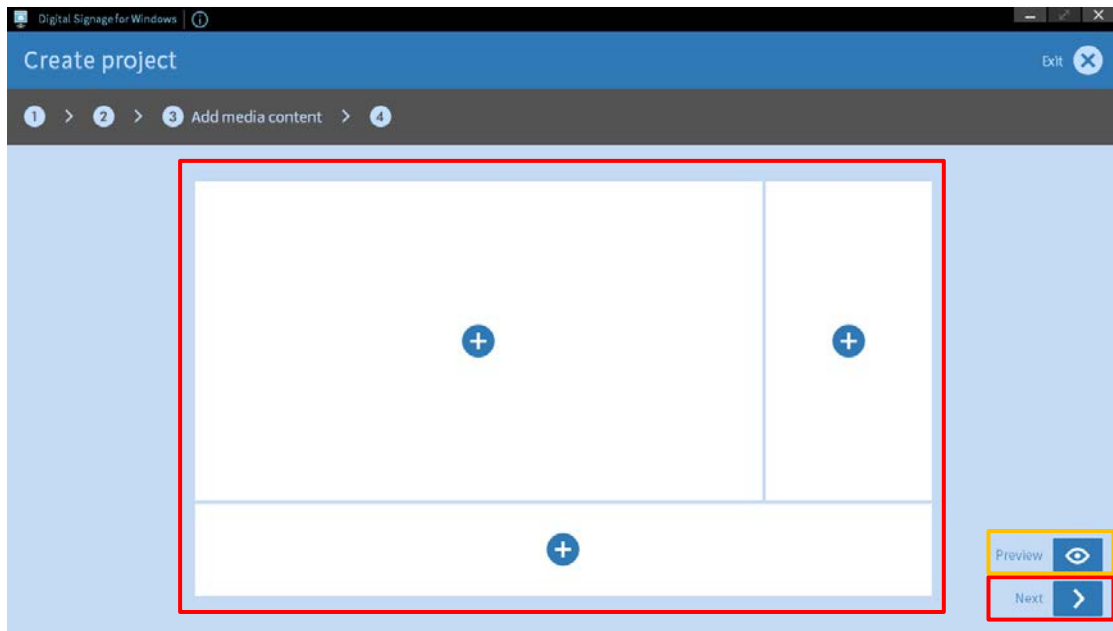 Digital Signage for Windows
Create project
Exit
1 > 2 > 3 Add media content > 4
Preview
Next